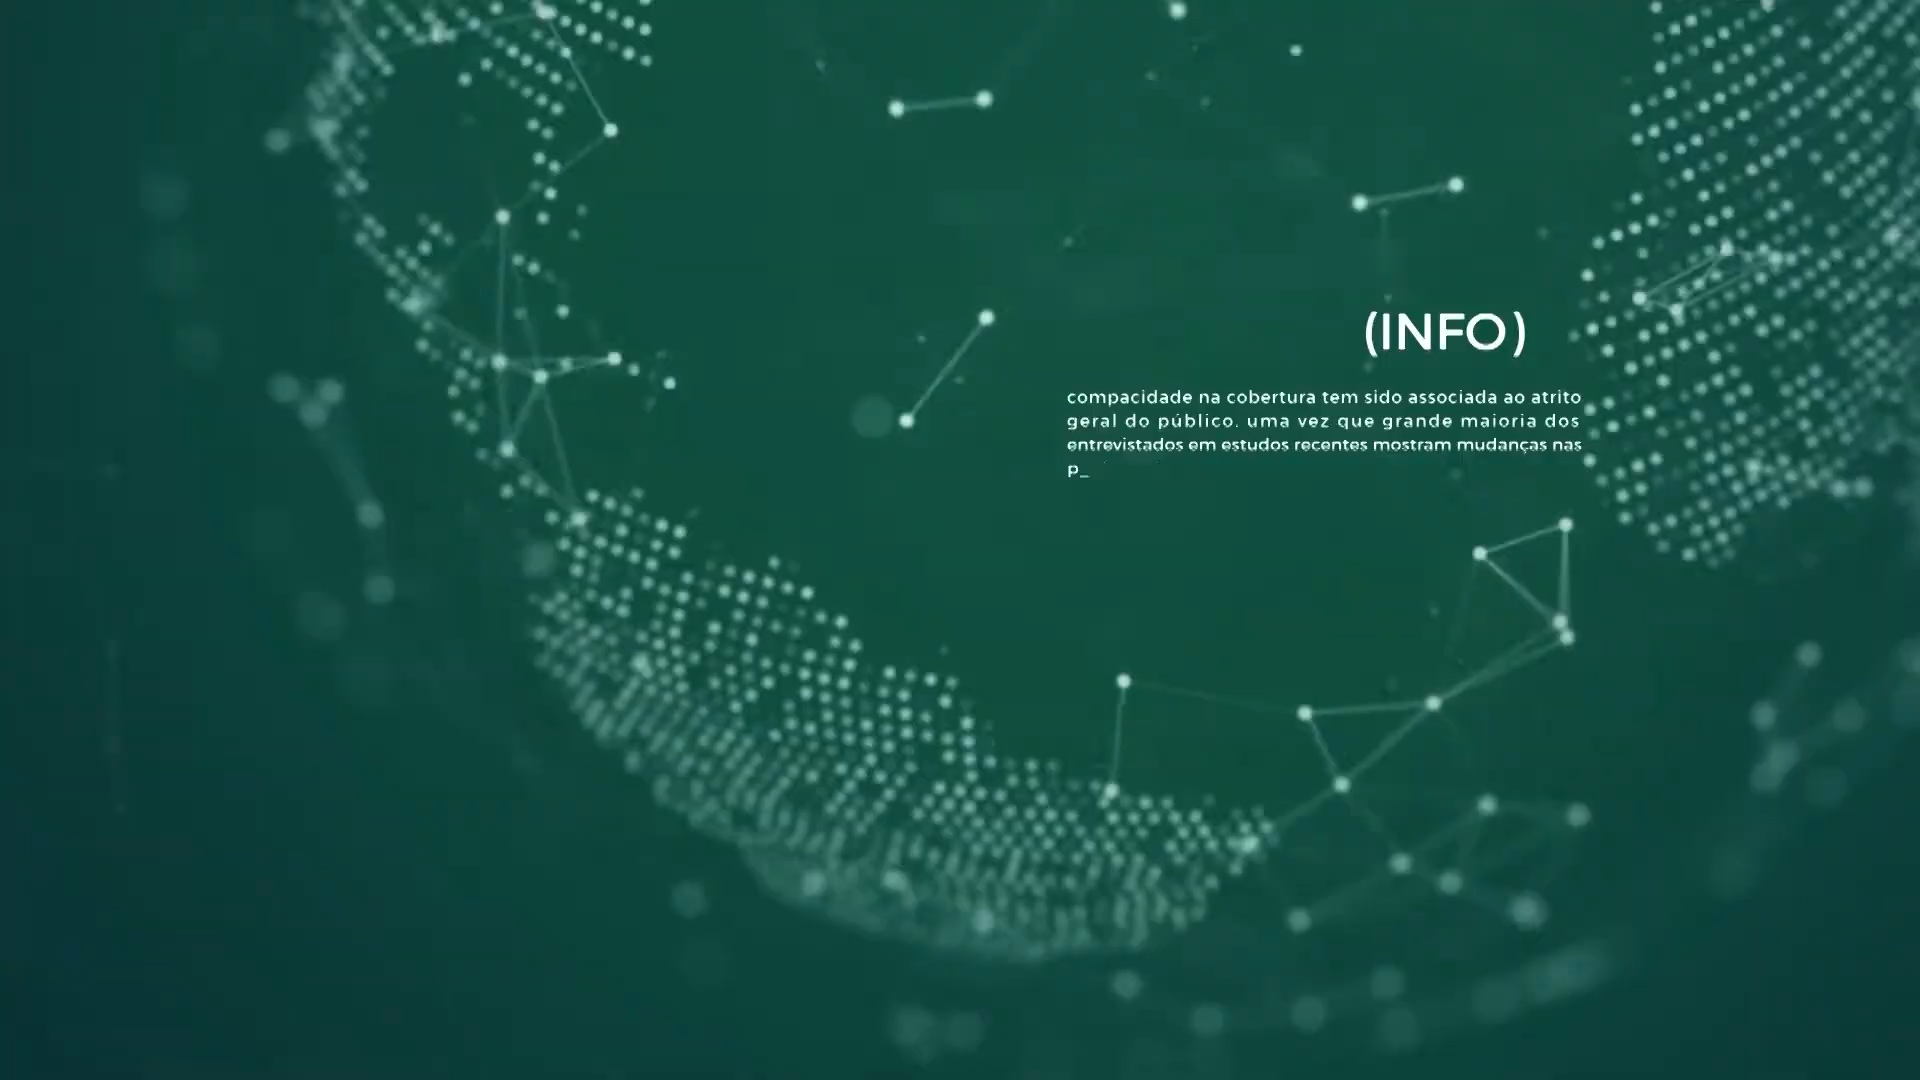 (INFO)
compacidade na cobertura tem sido associada ao atrito
geral do público. uma vez que grande maioria dos
entrevistados em estudos recentes mostram mudanças nas
p_